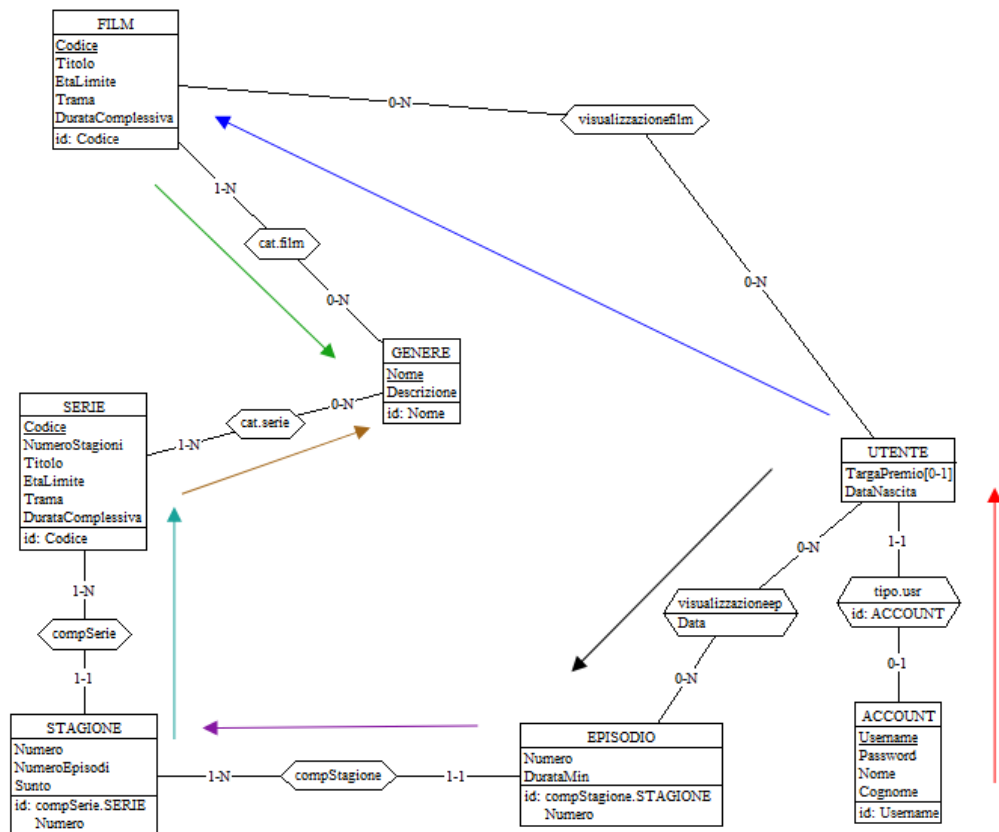 FILM
Codice
Titolo
EtaLimite
Trama
DurataComplessiva
id: Codice
0-N
visualizzazionefilm
1-N
cat.film
0-N
0-N
GENERE
Nome
Descrizione
id: Nome
SERIE
Codice
NumeroStagioni
Titolo
EtaLimite
Trama
DurataComplessiva
id: Codice
1-N
cat.serie
0-N
UTENTE
TargaPremio[0-1]
DataNascita
0-N
1-1
visualizzazioneep
Data
tipo.usr
id: ACCOUNT
1-N
compSerie
1-1
0-N
0-1
STAGIONE
Numero
NumeroEpisodi
Sunto
id: compSerie.SERIE
Numero
1-N
compStagione
1-1
EPISODIO
Numero
DurataMin
id: compStagione.STAGIONE
Numero
ACCOUNT
Username
Password
Nome
Cognome
id: Username